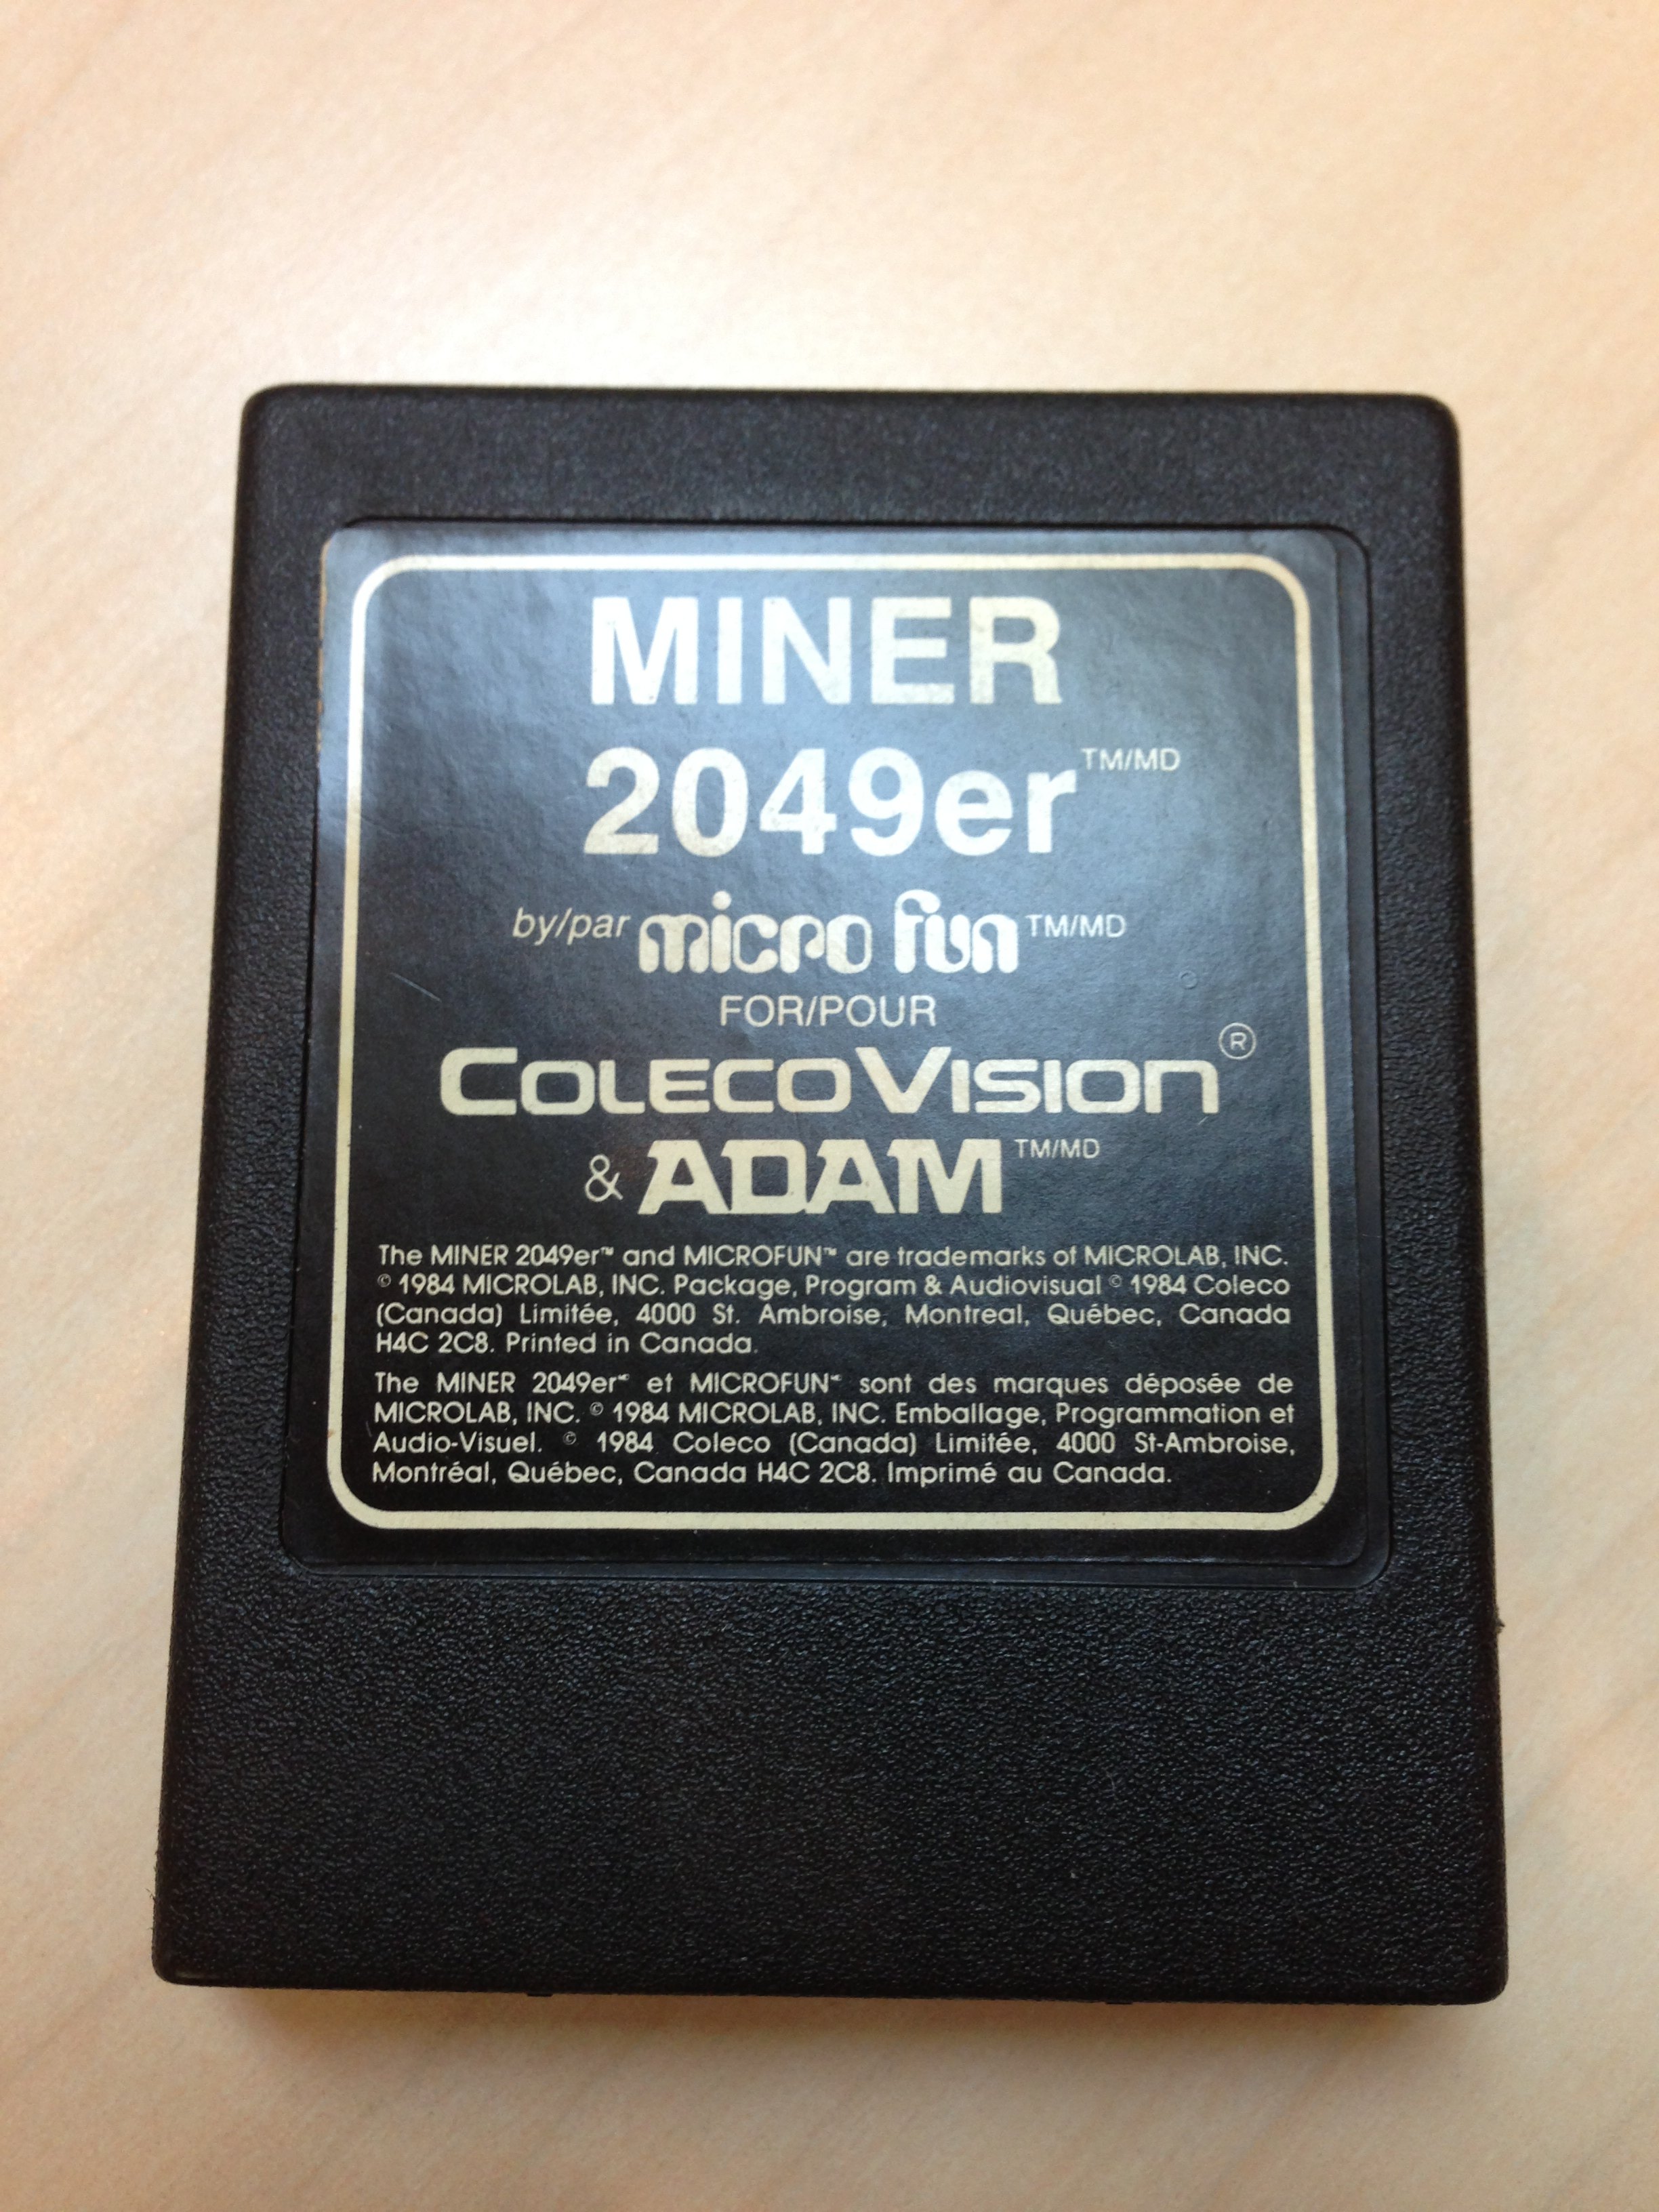 MINER
2049er TM/MD
by/par micro fun TM/MD
FOR/POUR
COLECOVISION ®
& ADAM TM/MD
The MINER 2049er™ and MICROFUN™ are trademarks of MICROLAB, INC.
© 1984 MICROLAB, INC. Package, Program & Audiovisual © 1984 Coleco
(Canada) Limitée, 4000 St. Ambroise, Montreal, Québec, Canada
H4C 2C8. Printed in Canada.
The MINER 2049er et MICROFUN sont des marques déposée de
MICROLAB, INC. © 1984 MICROLAB, INC. Emballage, Programmation et
Audio-Visuel. © 1984 Coleco (Canada) Limitée, 4000 St-Ambroise,
Montréal, Québec, Canada H4C 2C8. Imprimé au Canada.